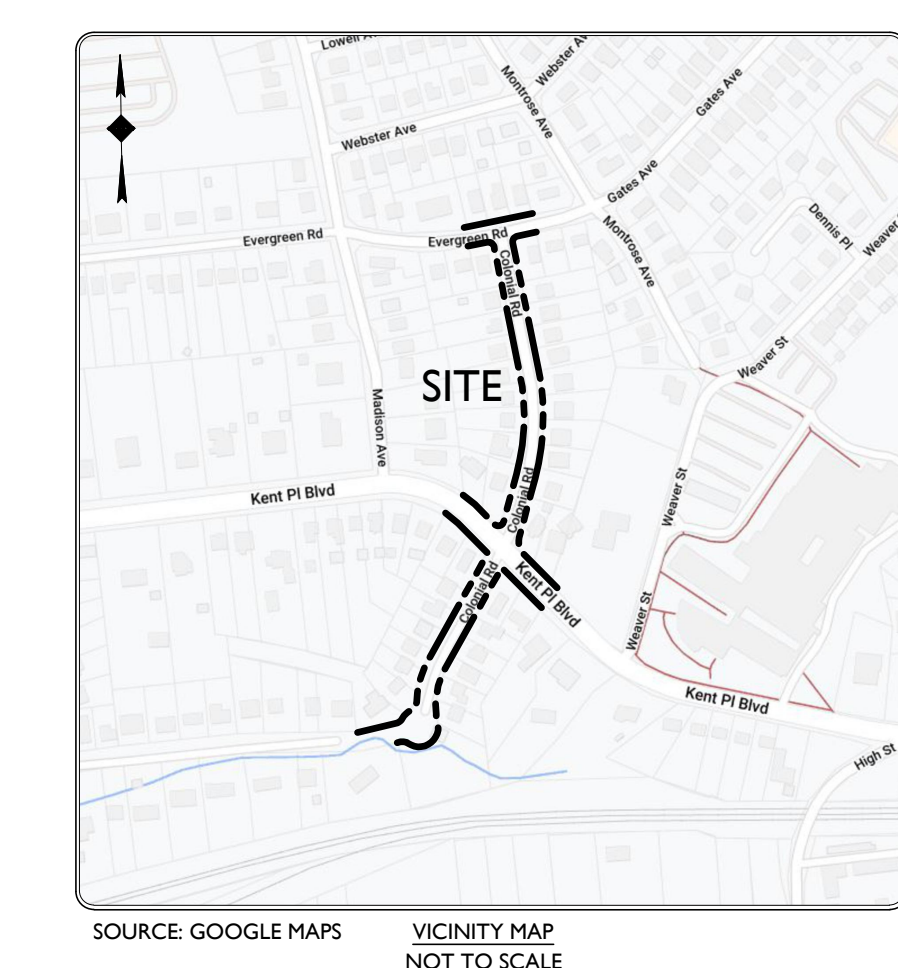 Lowell Av
Montrose Ave
Webster Av
Gates Ave
Webster Ave
Gates Ave
Dennis Pl
Weaver
Evergreen Rd
Evergreen Rd
Montrose Ave
Colonial Rd
Weaver St
SITE
Madison Ave
Kent Pl Blvd
Colonial Rd
Weaver St
Colonial Rd
Kent Pl Blvd
Weaver St
Kent Pl Blvd
High St
SOURCE: GOOGLE MAPS
VICINITY MAP
NOT TO SCALE